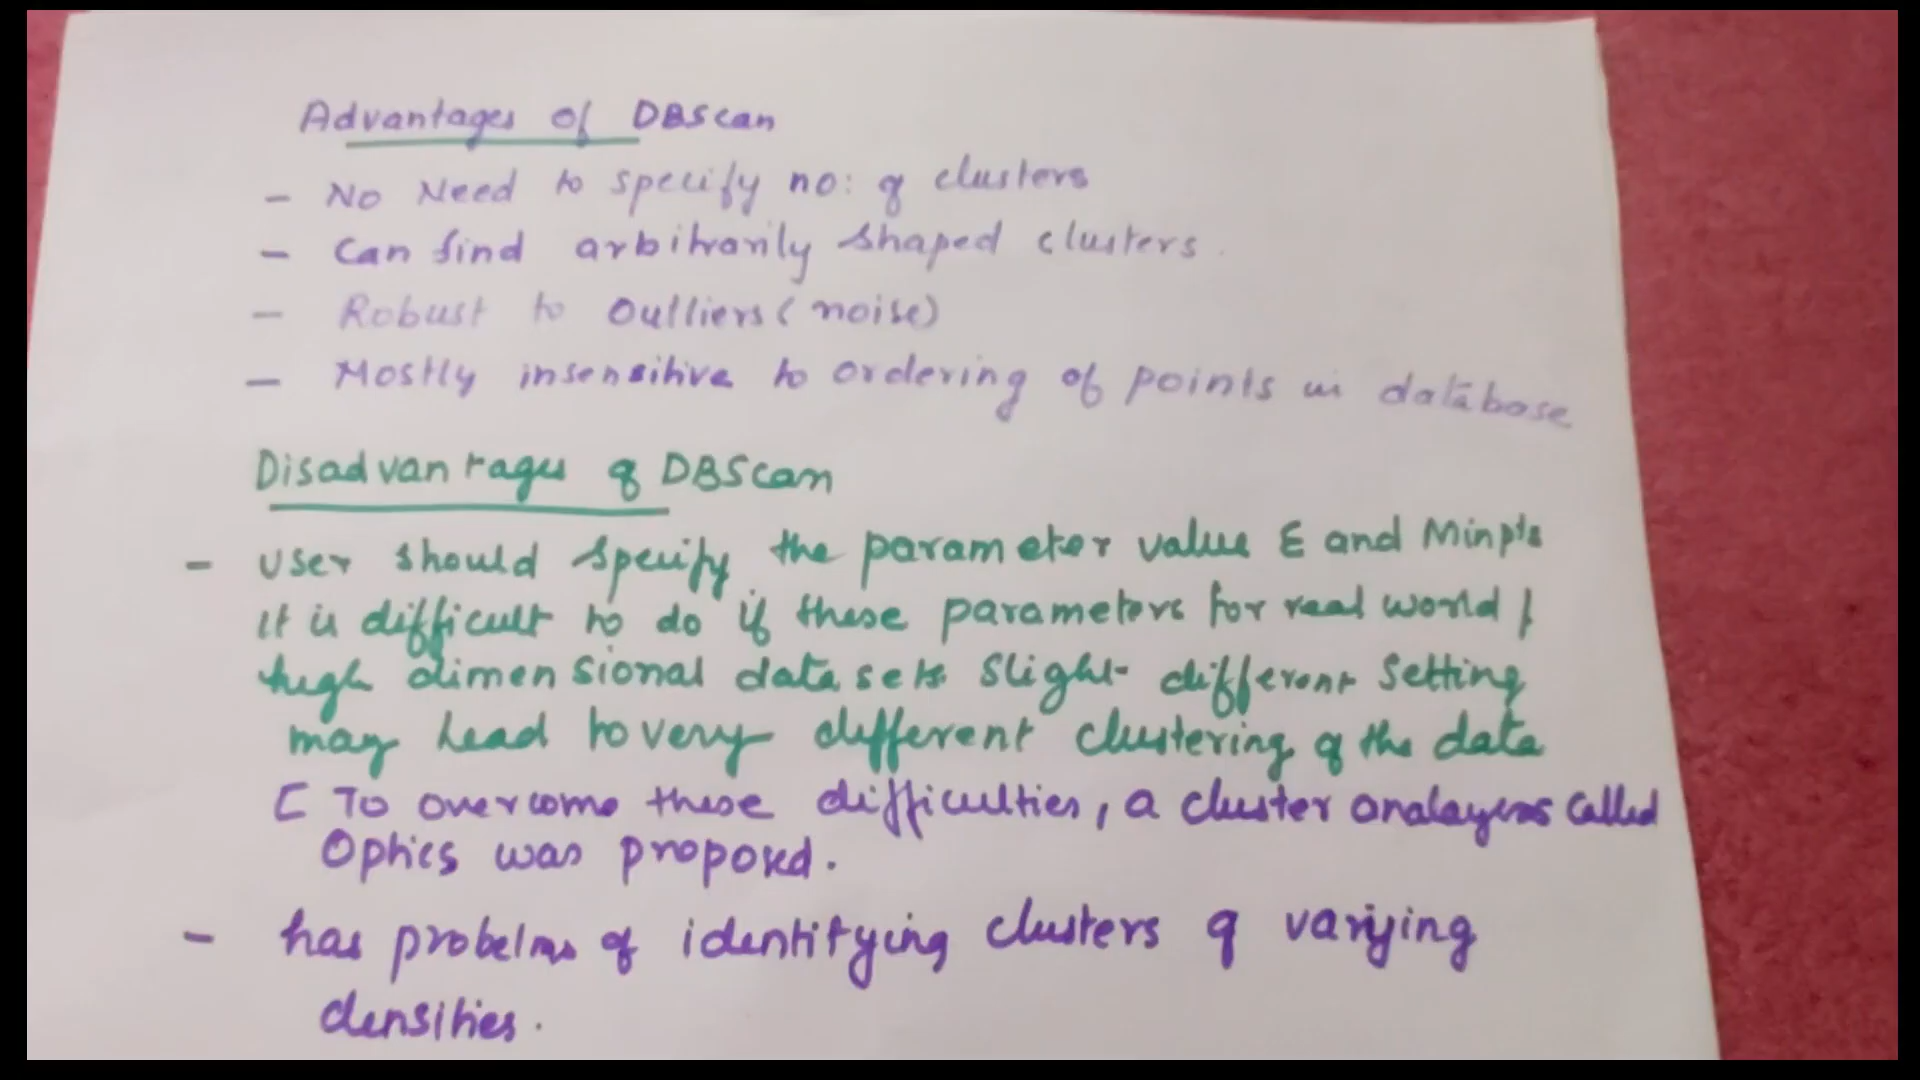 Advantages of DBScan
- No Need to specify no: of clusters
- Can find arbitrarily shaped clusters.
- Robust to Outliers (noise)
- Mostly insensitive to ordering of points in database
Disadvantages of DBScan
- User should specify the parameter value ε and Minpts
It is difficult to do if these parameters for real world /
high dimensional data sets Slight different Setting
may lead to very different clustering of the data
[ To overcome these difficulties, a cluster analayers called
Optics was proposed.
- has probelms of identifying clusters of varying
densities.